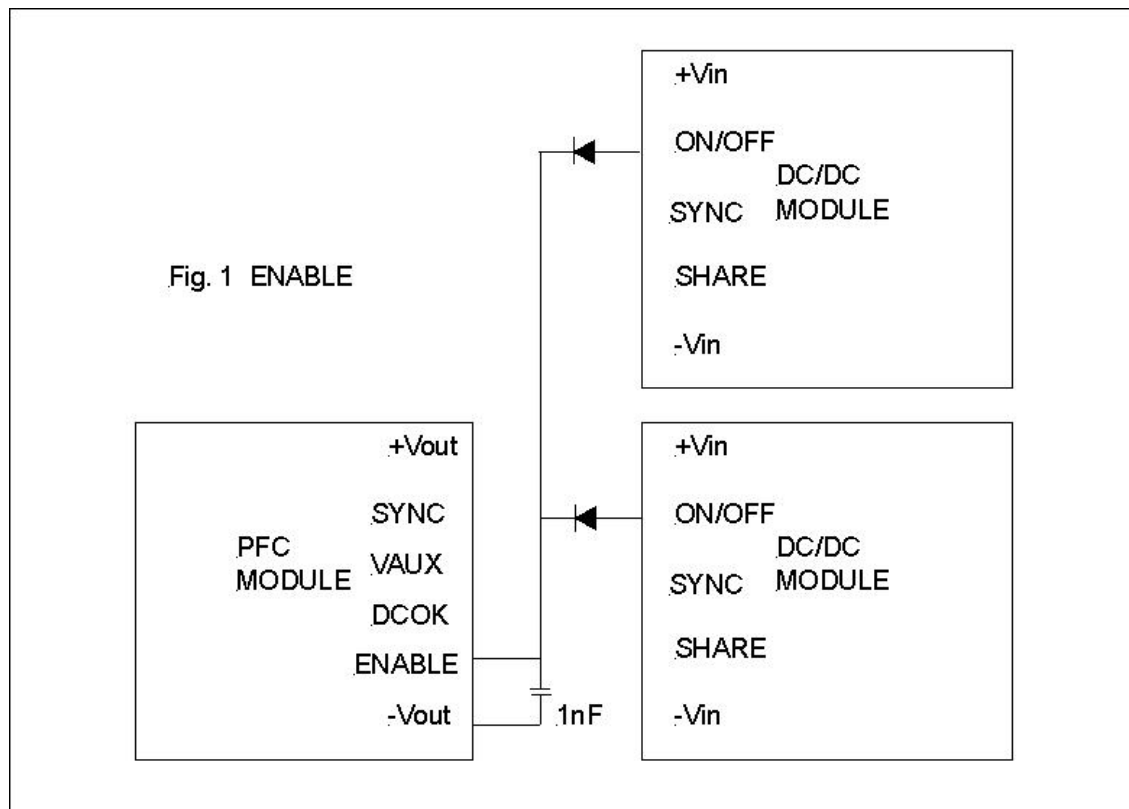 +Vin
ON/OFF
DC/DC
MODULE
SYNC
SHARE
-Vin
Fig. 1 ENABLE
+Vout
SYNC
PFC
MODULE
VAUX
DCOK
ENABLE
-Vout
1nF
+Vin
ON/OFF
DC/DC
MODULE
SYNC
SHARE
-Vin